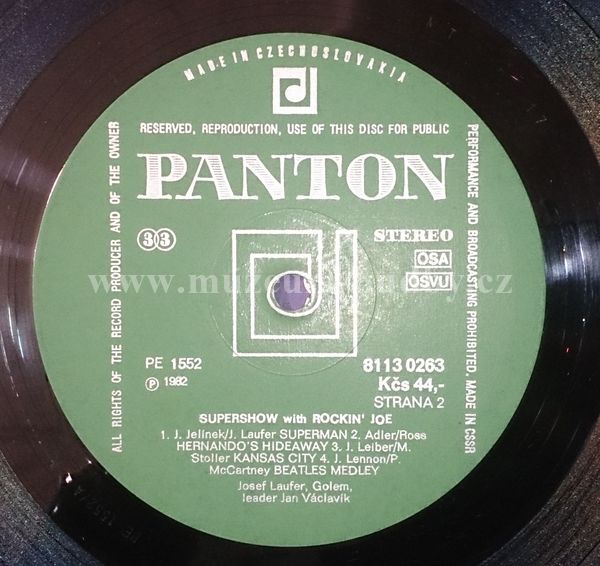 MADE IN CZECHOSLOVAKIA
RESERVED, REPRODUCTION, USE OF THIS DISC FOR PUBLIC
PERFORMANCE AND BROADCASTING PROHIBITED. MADE IN CSSR
ALL RIGHTS OF THE RECORD PRODUCER AND OF THE OWNER
PANTON
33
STEREO
OSA
OSVU
PE 1552
Ⓟ 1982
8113 0263
Kčs 44,-
STRANA 2
SUPERSHOW with ROCKIN' JOE
1. J. Jelínek/J. Laufer SUPERMAN 2. Adler/Ross
HERNANDO'S HIDEAWAY 3. J. Leiber/M.
Stoller KANSAS CITY 4. J. Lennon/P.
McCartney BEATLES MEDLEY
Josef Laufer, Golem,
leader Jan Václavík